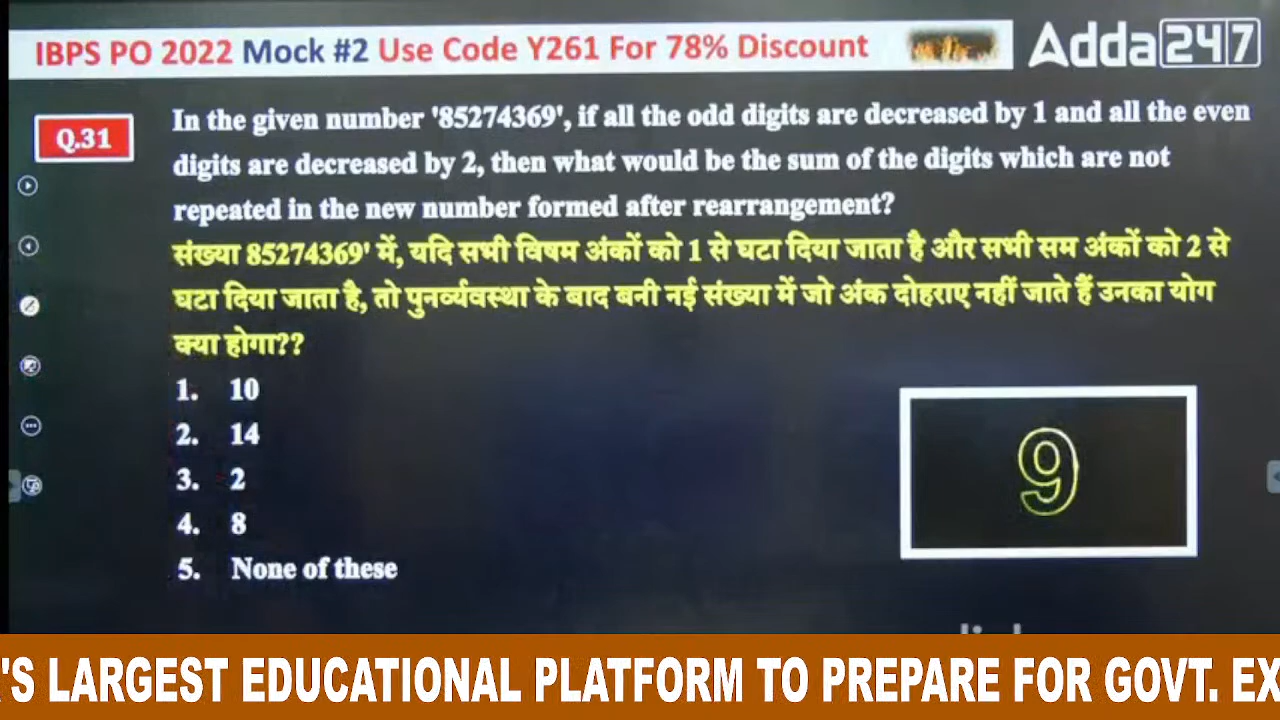 IBPS PO 2022 Mock #2 Use Code Y261 For 78% Discount
Adda247
Q.31
In the given number '85274369', if all the odd digits are decreased by 1 and all the even
digits are decreased by 2, then what would be the sum of the digits which are not
repeated in the new number formed after rearrangement?
संख्या 85274369' में, यदि सभी विषम अंकों को 1 से घटा दिया जाता है और सभी सम अंकों को 2 से
घटा दिया जाता है, तो पुनर्व्यवस्था के बाद बनी नई संख्या में जो अंक दोहराए नहीं जाते हैं उनका योग
क्या होगा??
1. 10
2. 14
3. 2
4. 8
5. None of these
9
'S LARGEST EDUCATIONAL PLATFORM TO PREPARE FOR GOVT. EX